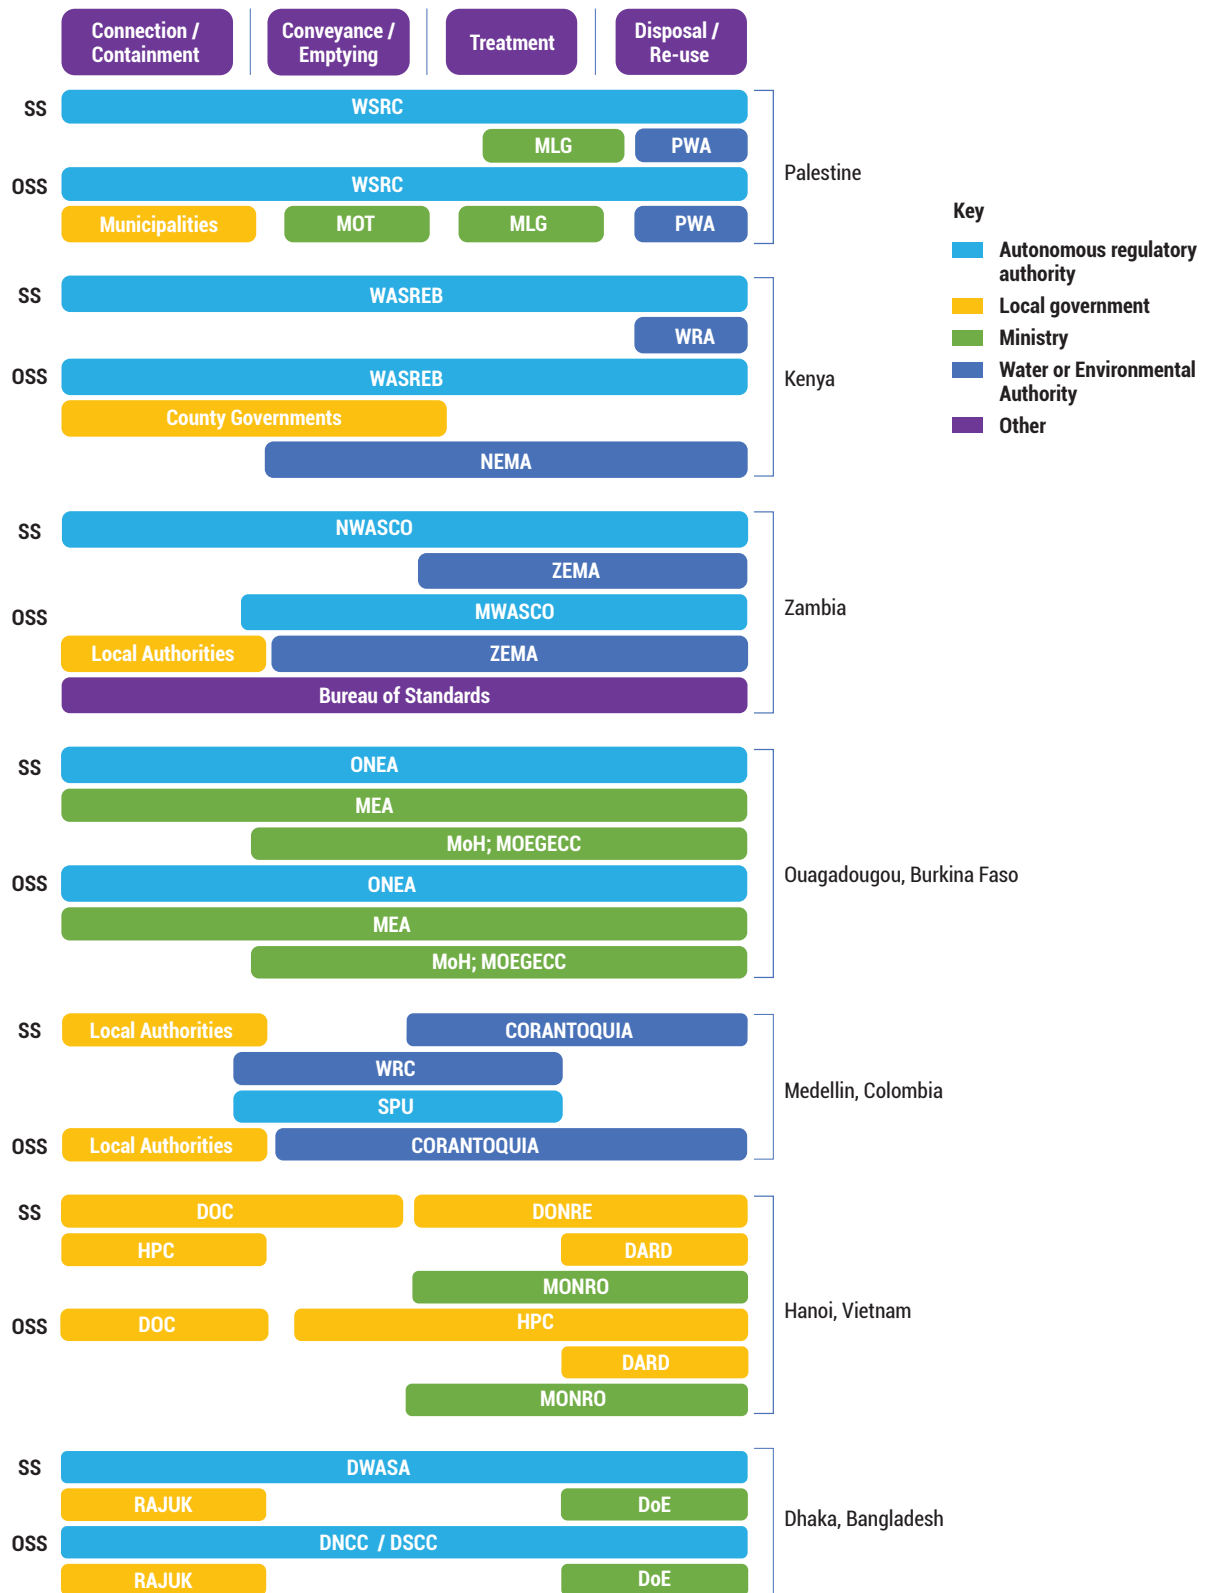 Connection /
Containment
Conveyance /
Emptying
Treatment
Disposal /
Re-use
SS
WSRC
MLG
PWA
OSS
WSRC
Municipalities
MOT
MLG
PWA
Palestine
Key
Autonomous regulatory
authority
Local government
Ministry
Water or Environmental
Authority
Other
SS
WASREB
WRA
OSS
WASREB
County Governments
NEMA
Kenya
SS
NWASCO
ZEMA
OSS
MWASCO
Local Authorities
ZEMA
Bureau of Standards
Zambia
SS
ONEA
MEA
MoH; MOEGECC
OSS
ONEA
MEA
MoH; MOEGECC
Ouagadougou, Burkina Faso
SS
Local Authorities
CORANTOQUIA
WRC
SPU
OSS
Local Authorities
CORANTOQUIA
Medellin, Colombia
SS
DOC
DONRE
HPC
DARD
MONRO
OSS
DOC
HPC
DARD
MONRO
Hanoi, Vietnam
SS
DWASA
RAJUK
DoE
OSS
DNCC / DSCC
RAJUK
DoE
Dhaka, Bangladesh